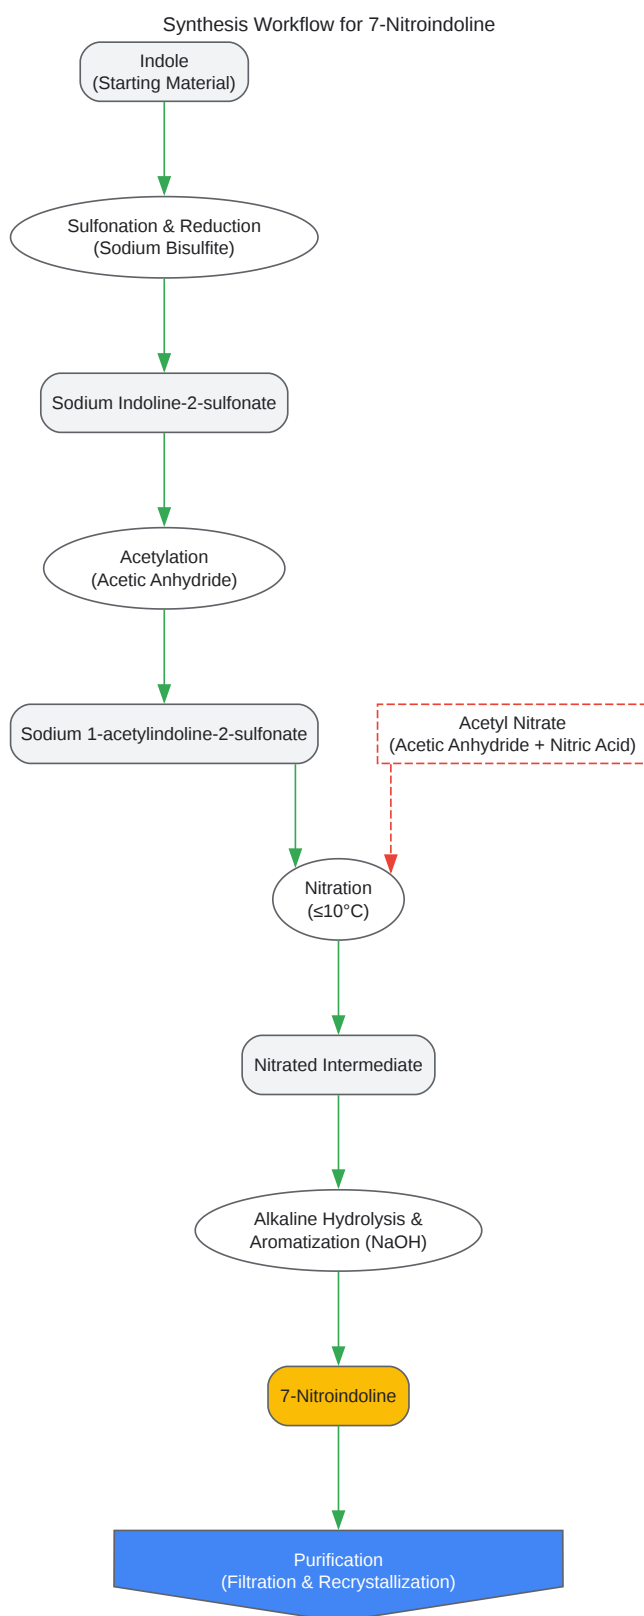 Synthesis Workflow for 7-Nitroindoline
Indole
(Starting Material)
Sulfonation & Reduction
(Sodium Bisulfite)
Sodium Indoline-2-sulfonate
Acetylation
(Acetic Anhydride)
Sodium 1-acetylindoline-2-sulfonate
Acetyl Nitrate
(Acetic Anhydride + Nitric Acid)
Nitration
(≤10°C)
Nitrated Intermediate
Alkaline Hydrolysis &
Aromatization (NaOH)
7-Nitroindoline
Purification
(Filtration & Recrystallization)